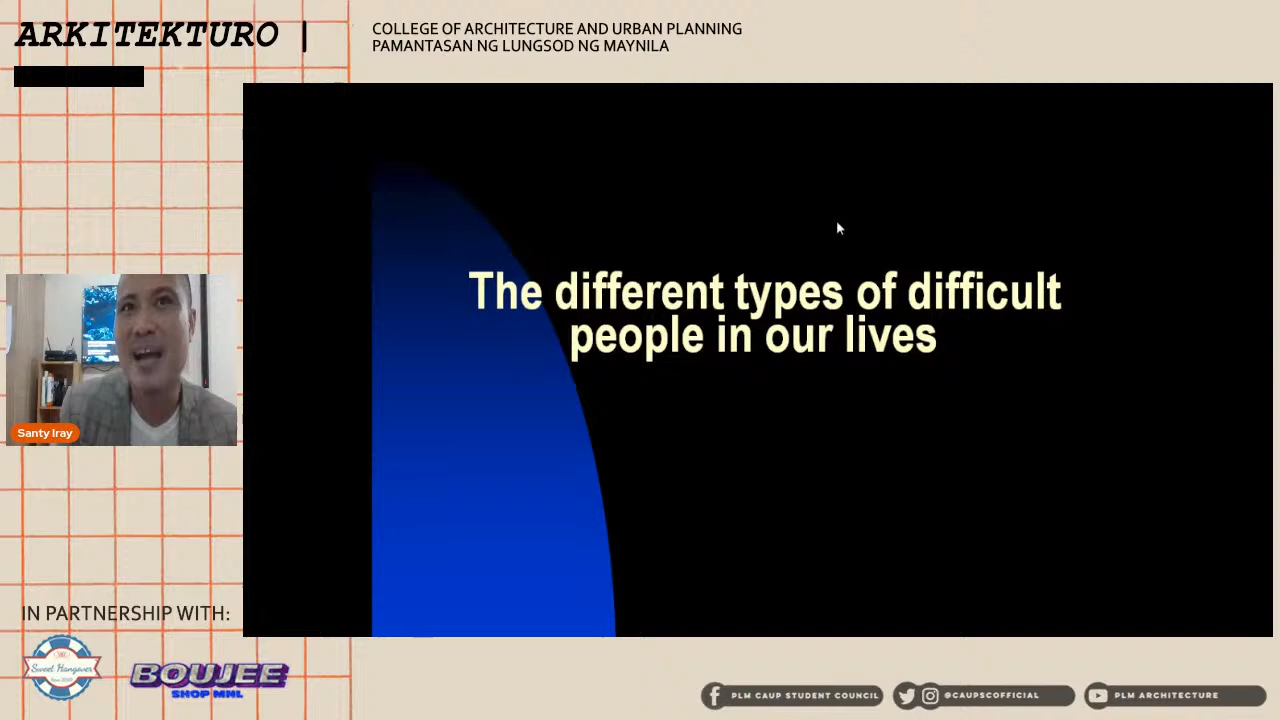 ARKITEKTURO |
COLLEGE OF ARCHITECTURE AND URBAN PLANNING
PAMANTASAN NG LUNGSOD NG MAYNILA
The different types of difficult
people in our lives
Santy Iray
IN PARTNERSHIP WITH:
Sweet Hangover
BOUJEE
SHOP MNL
PLM CAUP STUDENT COUNCIL
@CAUPSCOFFICIAL
PLM ARCHITECTURE